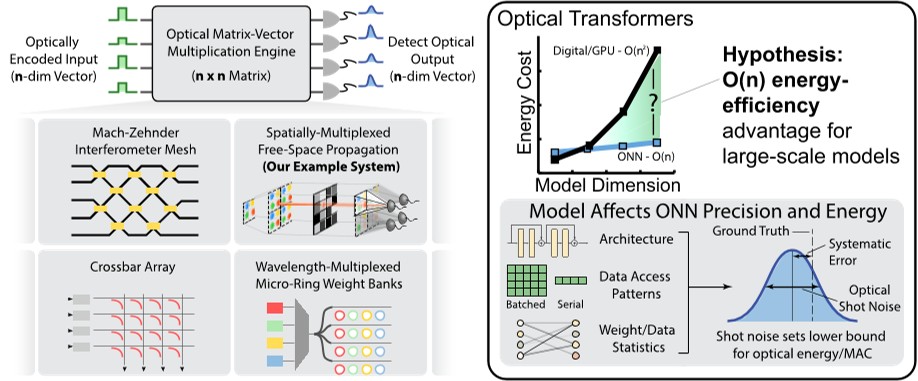 Optically
Encoded Input
(n-dim Vector)
Optical Matrix-Vector
Multiplication Engine
(n x n Matrix)
Detect Optical
Output
(n-dim Vector)
Mach-Zehnder
Interferometer Mesh
Spatially-Multiplexed
Free-Space Propagation
(Our Example System)
Crossbar Array
Wavelength-Multiplexed
Micro-Ring Weight Banks
Optical Transformers
Energy Cost
Digital/GPU - O(n²)
?
ONN - O(n)
Model Dimension
Hypothesis:
O(n) energy-
efficiency
advantage for
large-scale models
Model Affects ONN Precision and Energy
Architecture
Data Access
Patterns
Batched Serial
Weight/Data
Statistics
Ground Truth
Systematic
Error
Optical
Shot Noise
Shot noise sets lower bound
for optical energy/MAC